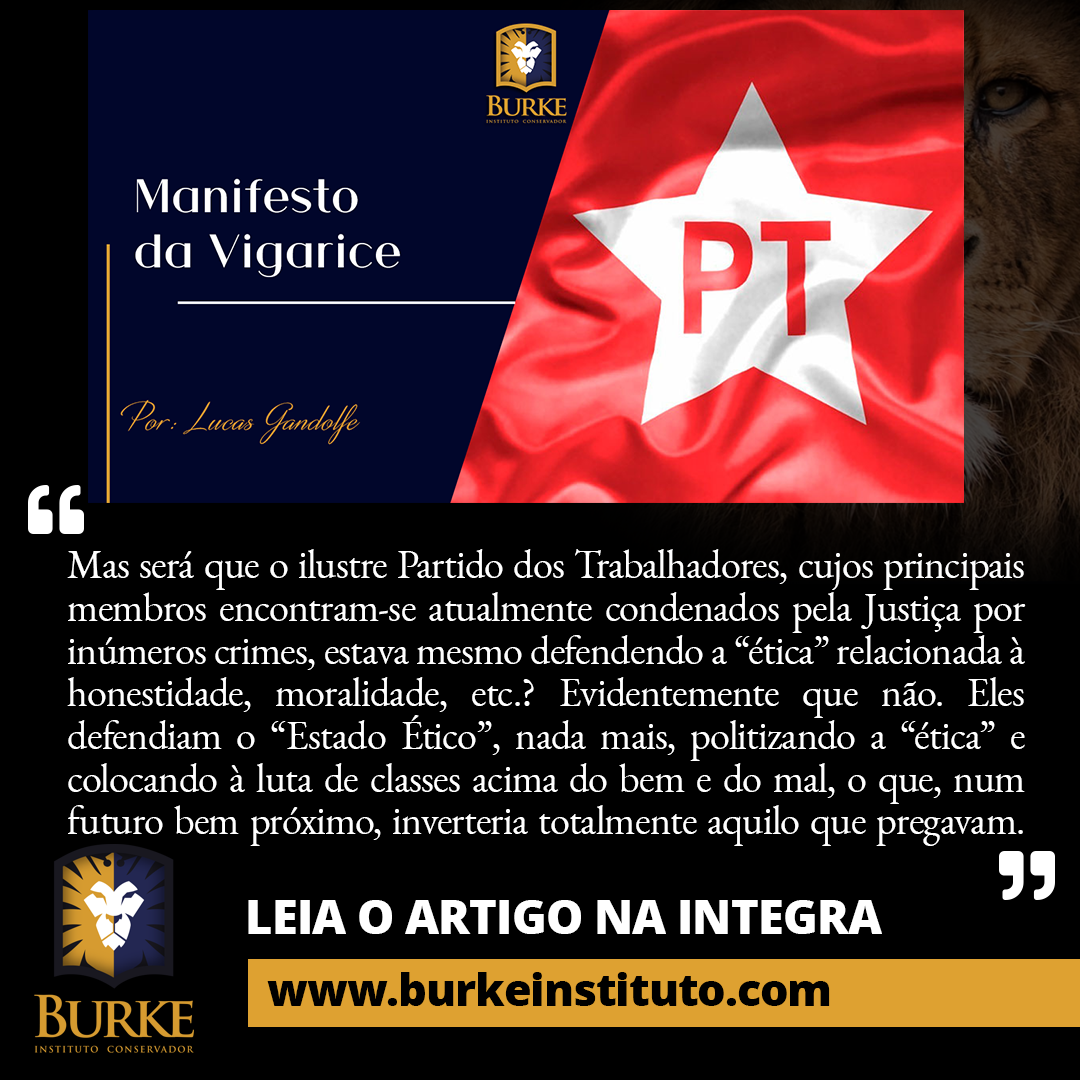 BURKE
INSTITUTO CONSERVADOR
Manifesto
da Vigarice
PT
Por: Lucas Gandolfe
“
Mas será que o ilustre Partido dos Trabalhadores, cujos principais
membros encontram-se atualmente condenados pela Justiça por
inúmeros crimes, estava mesmo defendendo a “ética” relacionada à
honestidade, moralidade, etc.? Evidentemente que não. Eles
defendiam o “Estado Ético”, nada mais, politizando a “ética” e
colocando à luta de classes acima do bem e do mal, o que, num
futuro bem próximo, inverteria totalmente aquilo que pregavam.
”
LEIA O ARTIGO NA INTEGRA
www.burkeinstituto.com
BURKE
INSTITUTO CONSERVADOR